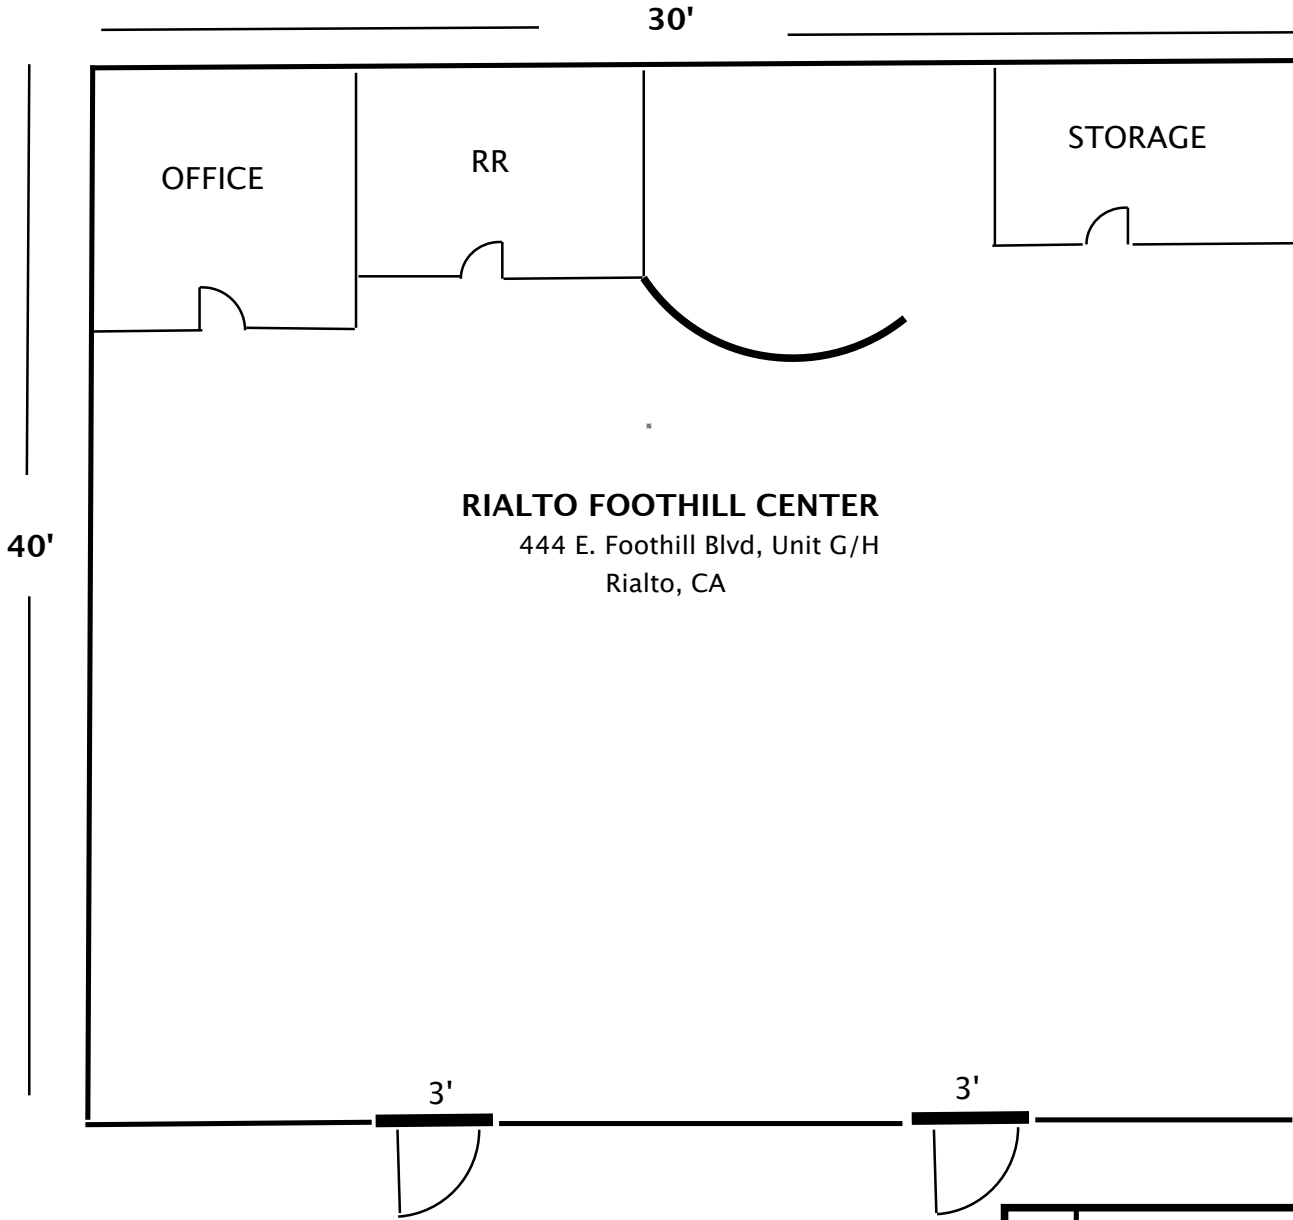 30'
STORAGE
RR
OFFICE
RIALTO FOOTHILL CENTER
444 E. Foothill Blvd, Unit G/H
40'
Rialto, CA
3'
3'